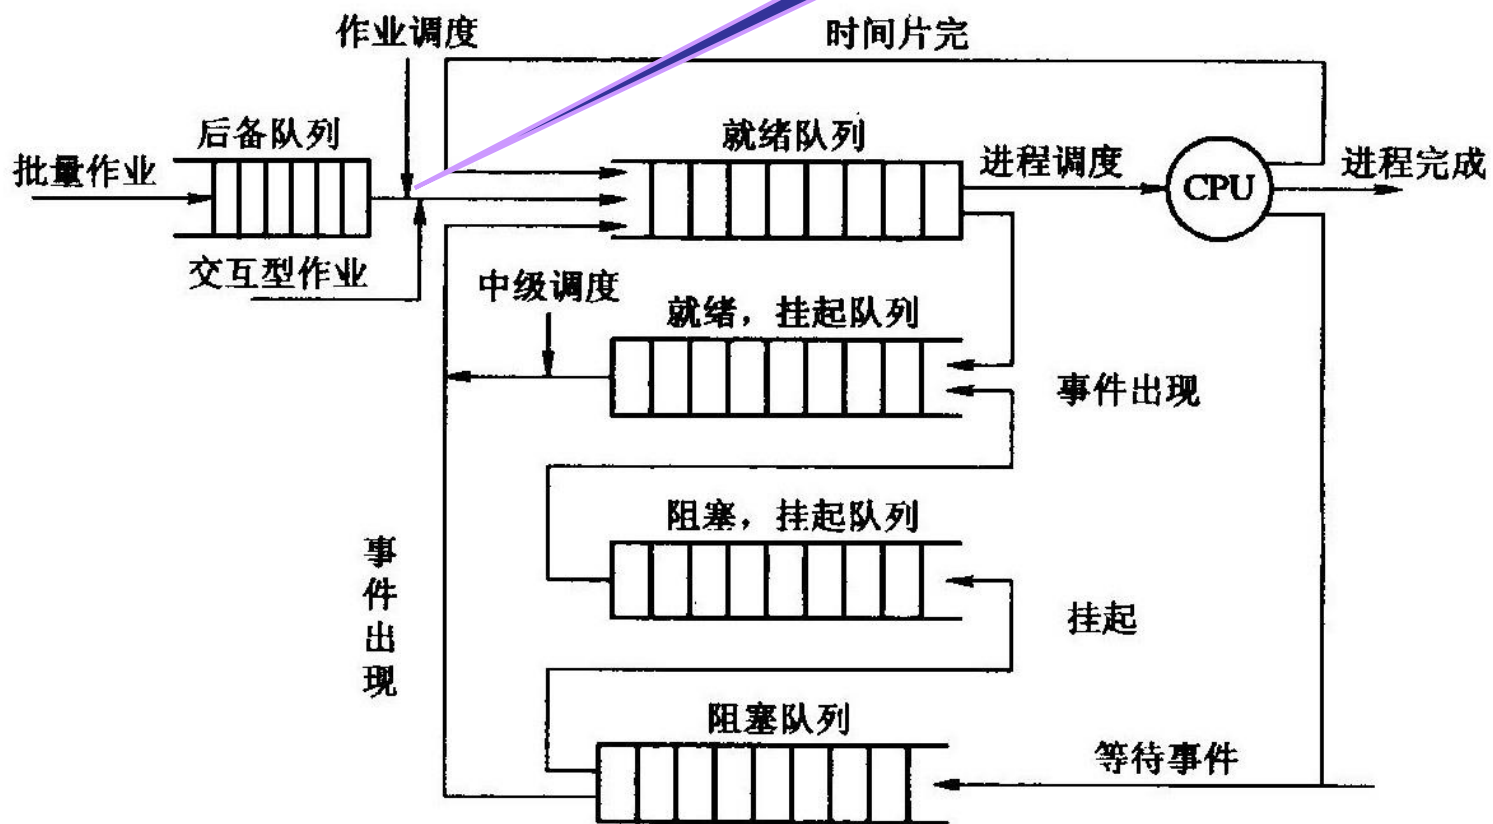 作业调度
时间片完
后备队列
就绪队列
批量作业
进程调度
CPU
进程完成
交互型作业
中级调度
就绪，挂起队列
事件出现
阻塞，挂起队列
事件出现
挂起
阻塞队列
等待事件